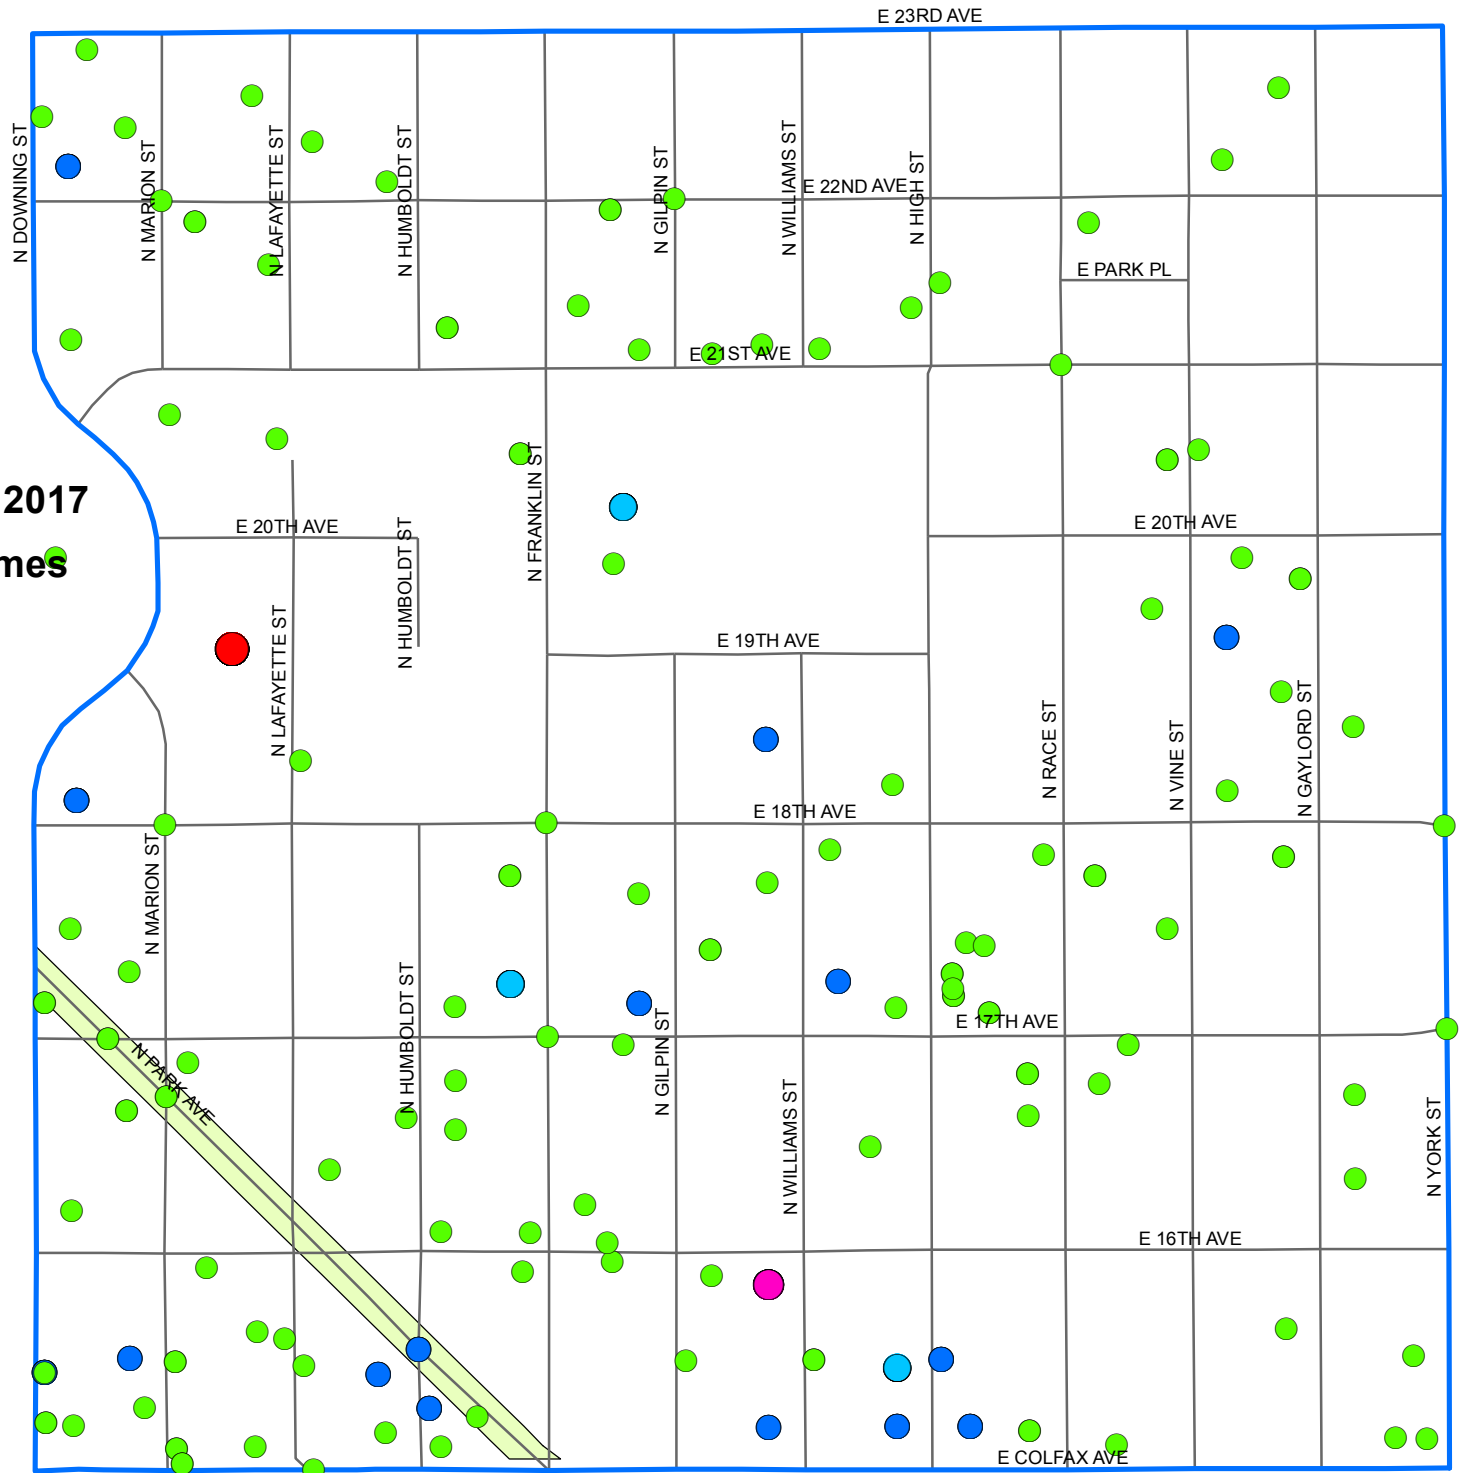 E 23RD AVE
N DOWNING ST
N MARION ST
N LAFAYETTE ST
N HUMBOLDT ST
N GILPIN ST
N WILLIAMS ST
N HIGH ST
E 22ND AVE
E PARK PL
E 21ST AVE
N FRANKLIN ST
2017
mes
E 20TH AVE
E 20TH AVE
N HUMBOLDT ST
N LAFAYETTE ST
E 19TH AVE
N RACE ST
N VINE ST
N GAYLORD ST
E 18TH AVE
N MARION ST
N HUMBOLDT ST
N GILPIN ST
E 17TH AVE
N PARK AVE
N WILLIAMS ST
N YORK ST
E 16TH AVE
E COLFAX AVE